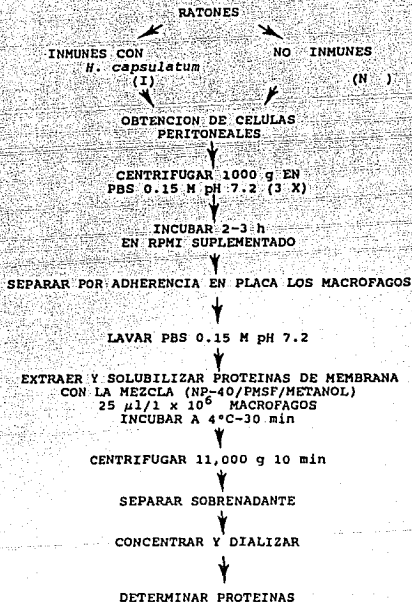 RATONES
INMUNES CON
H. capsulatum
(I)
NO INMUNES
(N )
OBTENCION DE CELULAS
PERITONEALES
CENTRIFUGAR 1000 g EN
PBS 0.15 M pH 7.2 (3 X)
INCUBAR 2-3 h
EN RPMI SUPLEMENTADO
SEPARAR POR ADHERENCIA EN PLACA LOS MACROFAGOS
LAVAR PBS 0.15 M pH 7.2
EXTRAER Y SOLUBILIZAR PROTEINAS DE MEMBRANA
CON LA MEZCLA (NP-40/PMSF/METANOL)
25 µl/1 x 10⁶ MACROFAGOS
INCUBAR A 4°C-30 min
CENTRIFUGAR 11,000 g 10 min
SEPARAR SOBRENADANTE
CONCENTRAR Y DIALIZAR
DETERMINAR PROTEINAS